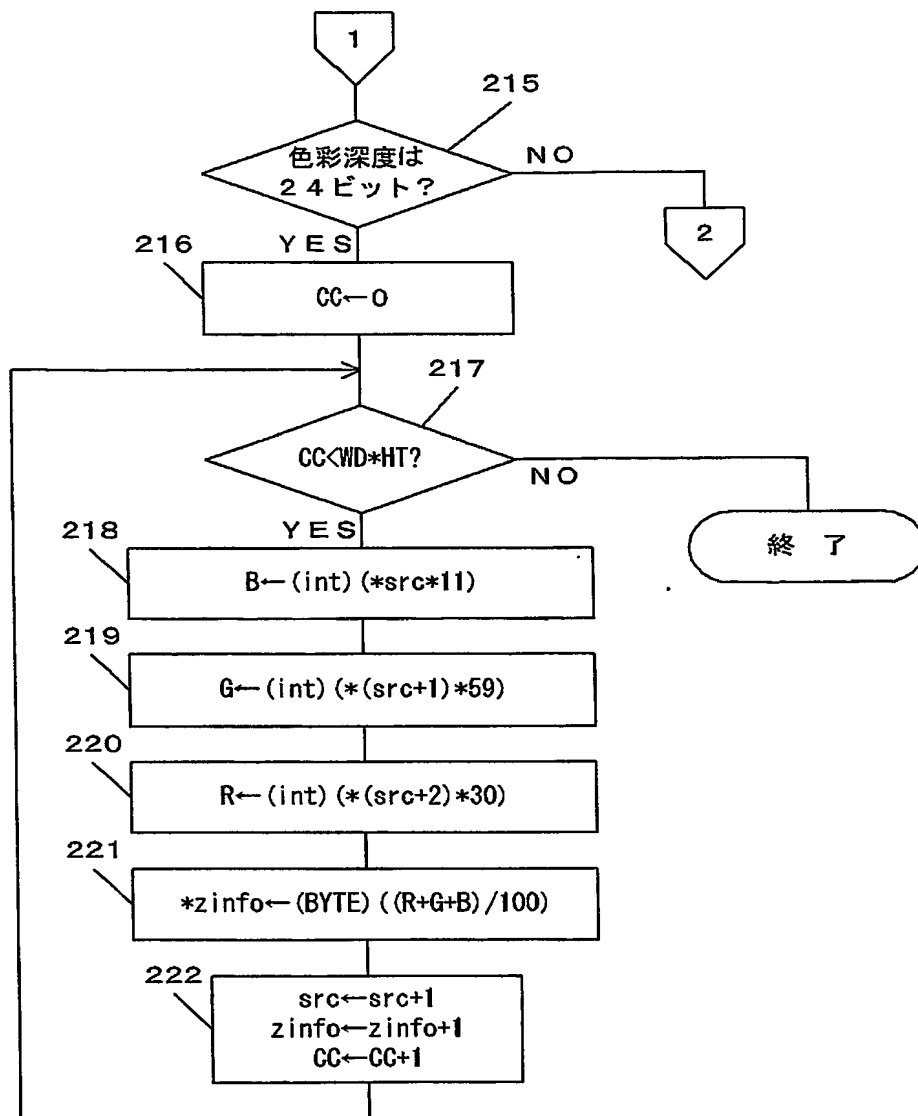 1
215
色彩深度は
24ビット?
NO
2
YES
216
CC←0
217
CC<WD*HT?
NO
YES
終 了
218
B←(int)(*src*11)
219
G←(int)(*(src+1)*59)
220
R←(int)(*(src+2)*30)
221
*zinfo←(BYTE)((R+G+B)/100)
222
src←src+1
zinfo←zinfo+1
CC←CC+1